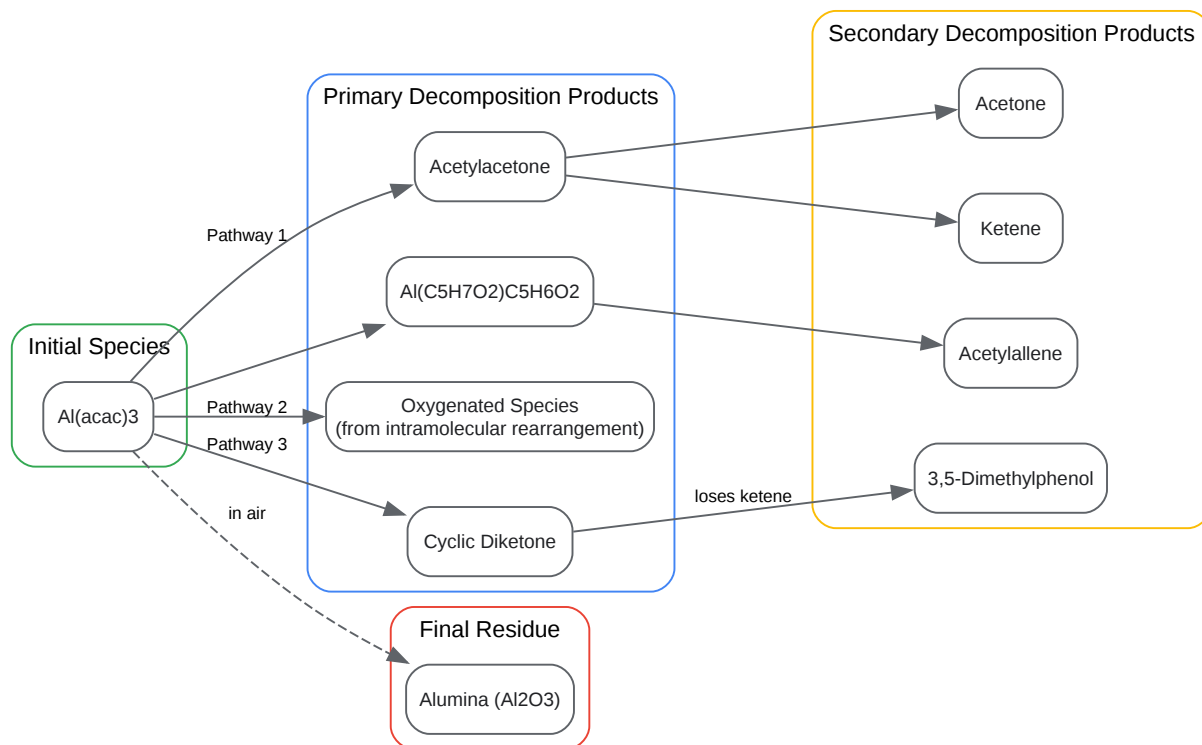 Secondary Decomposition Products
Acetone
Primary Decomposition Products
Acetylacetone
Ketene
Pathway 1
Al(C5H7O2)C5H6O2
Initial Species
Acetylallene
Al(acac)3
Pathway 2
Oxygenated Species
(from intramolecular rearrangement)
Pathway 3
3,5-Dimethylphenol
loses ketene
in air
Cyclic Diketone
Final Residue
Alumina (Al2O3)